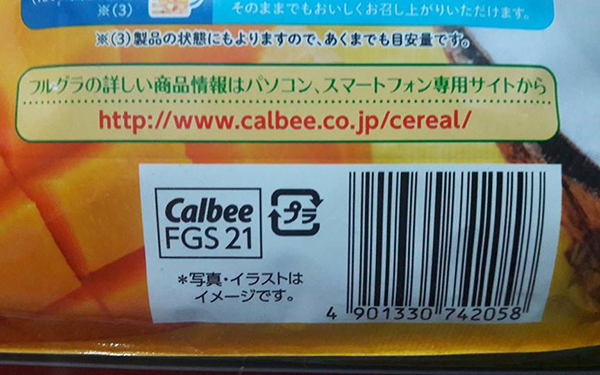 ※(3)
そのままでもおいしくお召し上がりいただけます。
※(3)製品の状態にもよりますので、あくまでも目安量です。
フルグラの詳しい商品情報はパソコン、スマートフォン専用サイトから
http://www.calbee.co.jp/cereal/
Calbee
FGS 21
プラ
*写真・イラストは
イメージです。
4 901330 742058